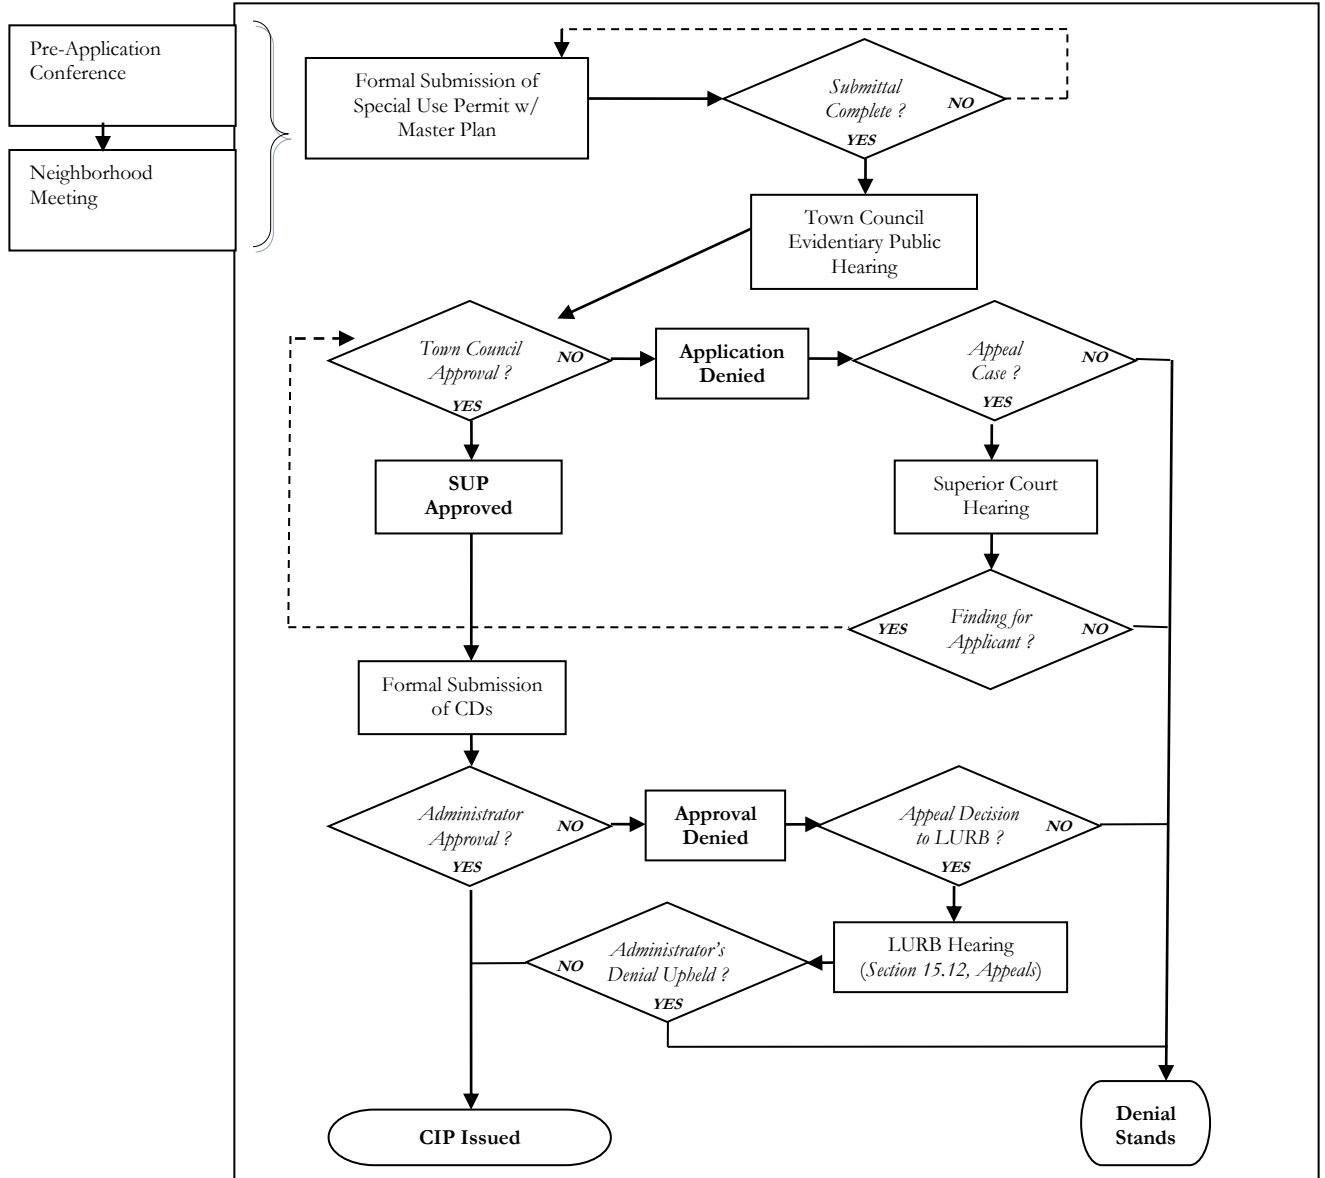 Pre-Application
Conference
Neighborhood
Meeting
Formal Submission of
Special Use Permit w/
Master Plan
Submittal
Complete ?
NO
YES
Town Council
Evidentiary Public
Hearing
Town Council
Approval ?
NO
YES
Application
Denied
Appeal
Case ?
NO
YES
SUP
Approved
Superior Court
Hearing
YES
Finding for
Applicant ?
NO
Formal Submission
of CDs
Administrator
Approval ?
NO
YES
Approval
Denied
Appeal Decision
to LURB ?
NO
YES
LURB Hearing
(Section 15.12, Appeals)
Administrator's
Denial Upheld ?
NO
YES
CIP Issued
Denial
Stands